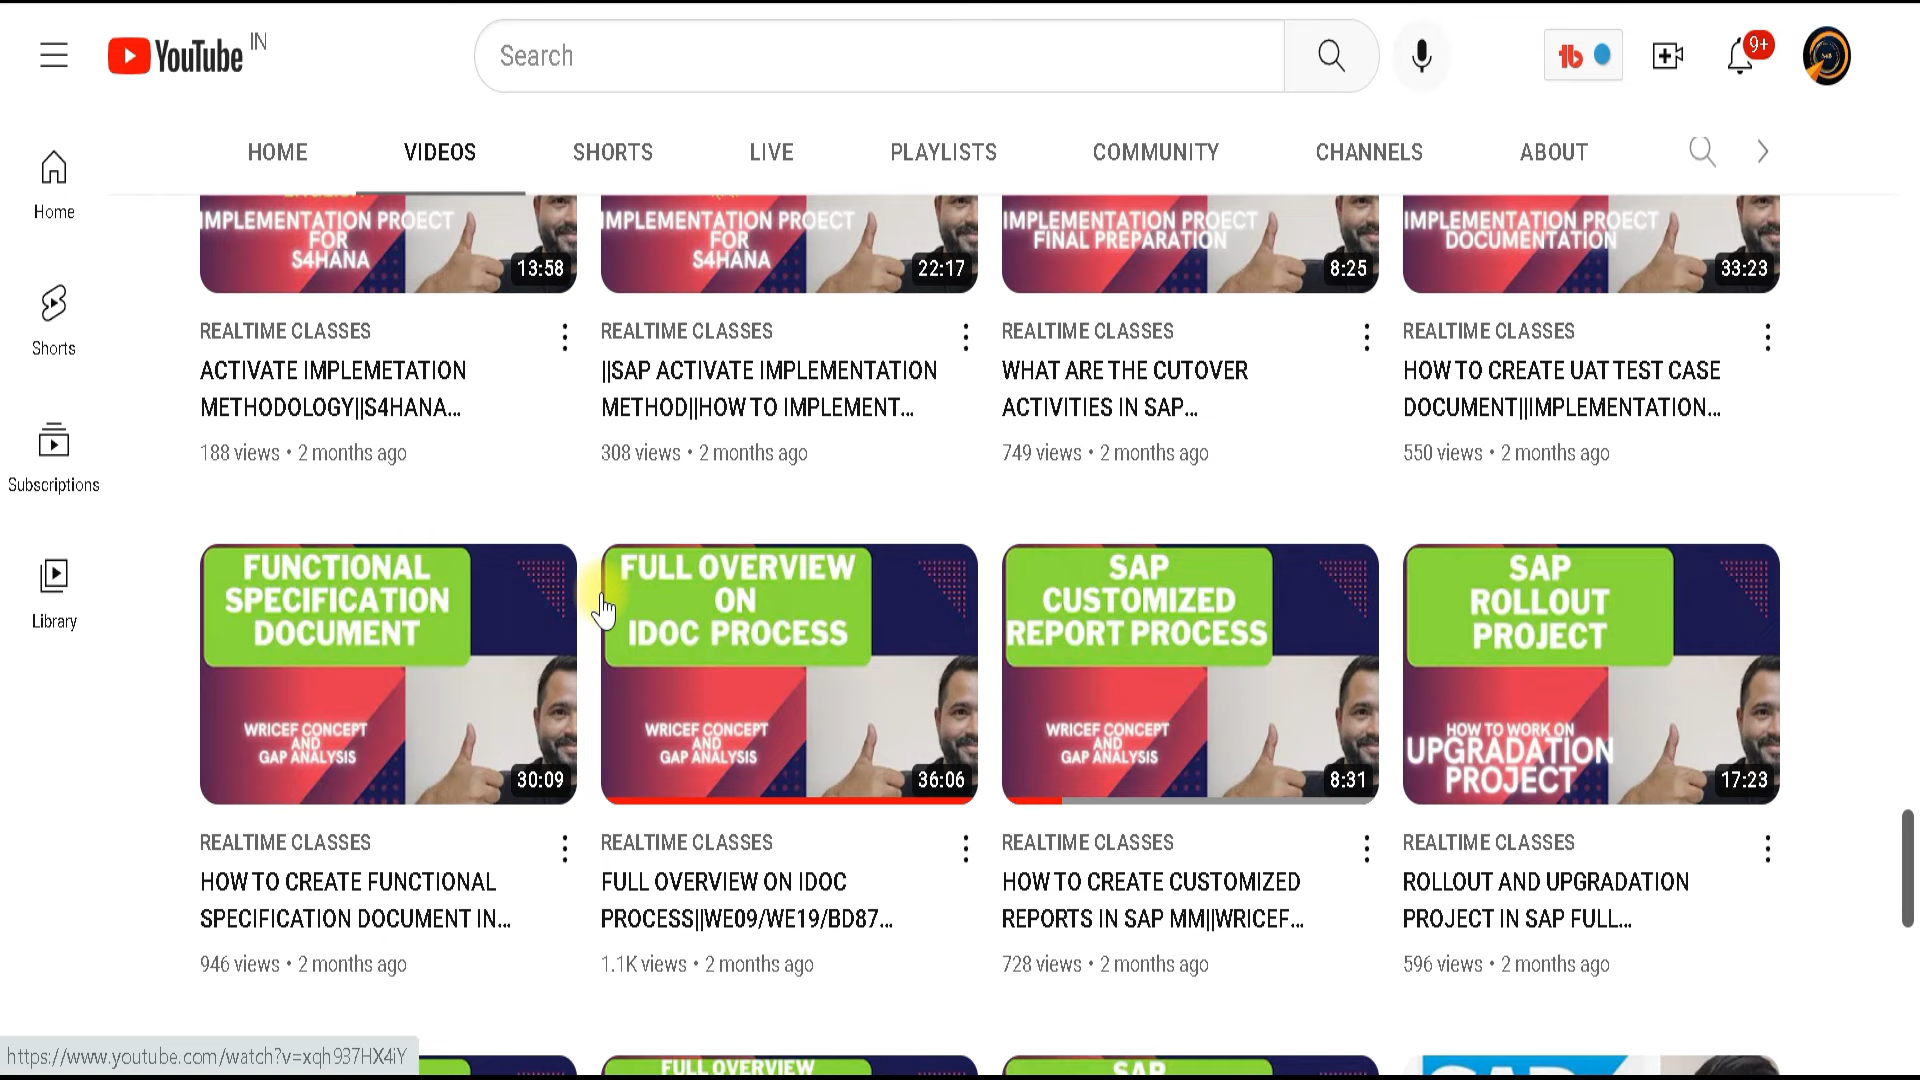 YouTube IN
Search
9+
HOME VIDEOS SHORTS LIVE PLAYLISTS COMMUNITY CHANNELS ABOUT
Home
Shorts
Subscriptions
Library
IMPLEMENTATION PROECT
FOR
S4HANA
13:58
REALTIME CLASSES
ACTIVATE IMPLEMETATION
METHODOLOGY||S4HANA...
188 views • 2 months ago
IMPLEMENTATION PROECT
FOR
S4HANA
22:17
REALTIME CLASSES
||SAP ACTIVATE IMPLEMENTATION
METHOD||HOW TO IMPLEMENT...
308 views • 2 months ago
IMPLEMENTATION PROECT
FINAL PREPARATION
8:25
REALTIME CLASSES
WHAT ARE THE CUTOVER
ACTIVITIES IN SAP...
749 views • 2 months ago
IMPLEMENTATION PROECT
DOCUMENTATION
33:23
REALTIME CLASSES
HOW TO CREATE UAT TEST CASE
DOCUMENT||IMPLEMENTATION...
550 views • 2 months ago
FUNCTIONAL
SPECIFICATION
DOCUMENT
WRICEF CONCEPT
AND
GAP ANALYSIS
30:09
REALTIME CLASSES
HOW TO CREATE FUNCTIONAL
SPECIFICATION DOCUMENT IN...
946 views • 2 months ago
FULL OVERVIEW
ON
IDOC PROCESS
WRICEF CONCEPT
AND
GAP ANALYSIS
36:06
REALTIME CLASSES
FULL OVERVIEW ON IDOC
PROCESS||WE09/WE19/BD87...
1.1K views • 2 months ago
SAP
CUSTOMIZED
REPORT PROCESS
WRICEF CONCEPT
AND
GAP ANALYSIS
8:31
REALTIME CLASSES
HOW TO CREATE CUSTOMIZED
REPORTS IN SAP MM||WRICEF...
728 views • 2 months ago
SAP
ROLLOUT
PROJECT
HOW TO WORK ON
UPGRADATION
PROJECT
17:23
REALTIME CLASSES
ROLLOUT AND UPGRADATION
PROJECT IN SAP FULL...
596 views • 2 months ago
FULL OVERVIEW
SAP
SAP
https://www.youtube.com/watch?v=xqh937HX4iY